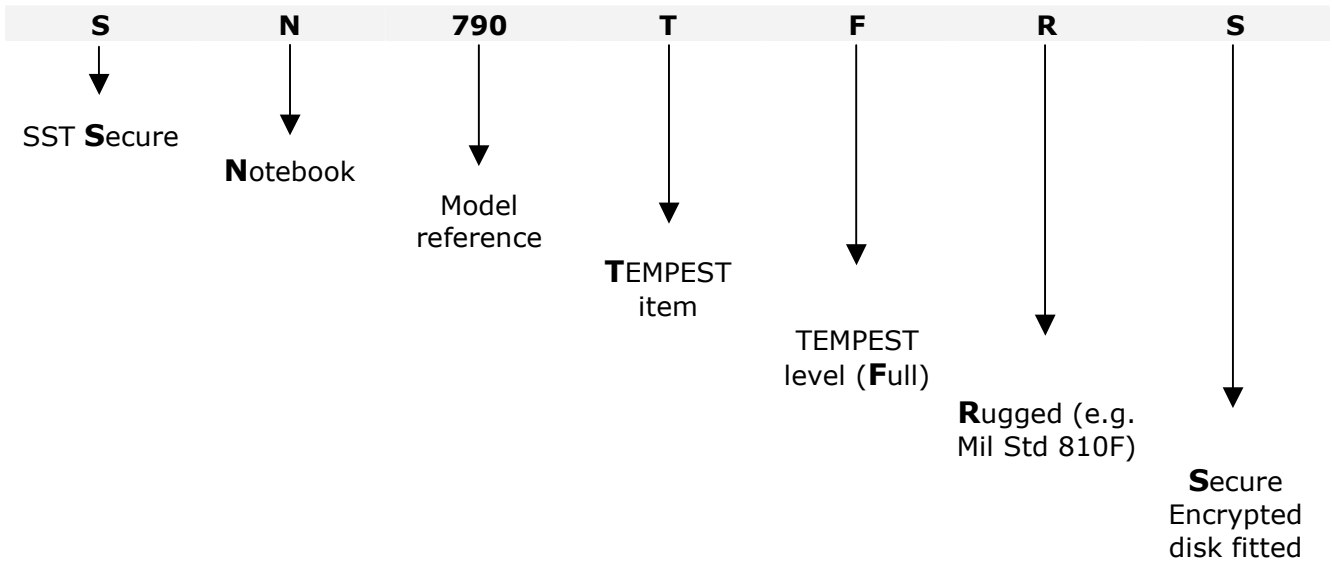 S N 790 T F R S
SST Secure
Notebook
Model
reference
TEMPEST
item
TEMPEST
level (Full)
Rugged (e.g.
Mil Std 810F)
Secure
Encrypted
disk fitted